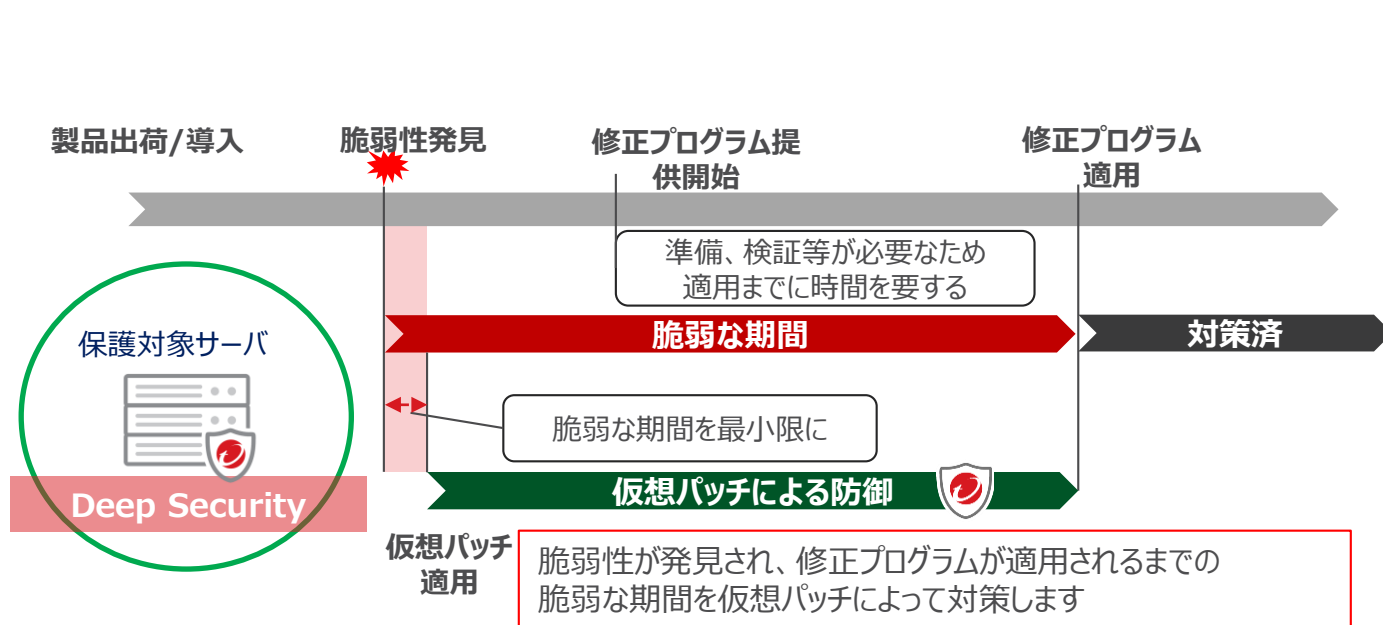 製品出荷/導入
脆弱性発見
修正プログラム提
供開始
修正プログラム
適用
準備、検証等が必要なため
適用までに時間を要する
脆弱な期間
対策済
保護対象サーバ
脆弱な期間を最小限に
仮想パッチによる防御
Deep Security
仮想パッチ
適用
脆弱性が発見され、修正プログラムが適用されるまでの
脆弱な期間を仮想パッチによって対策します